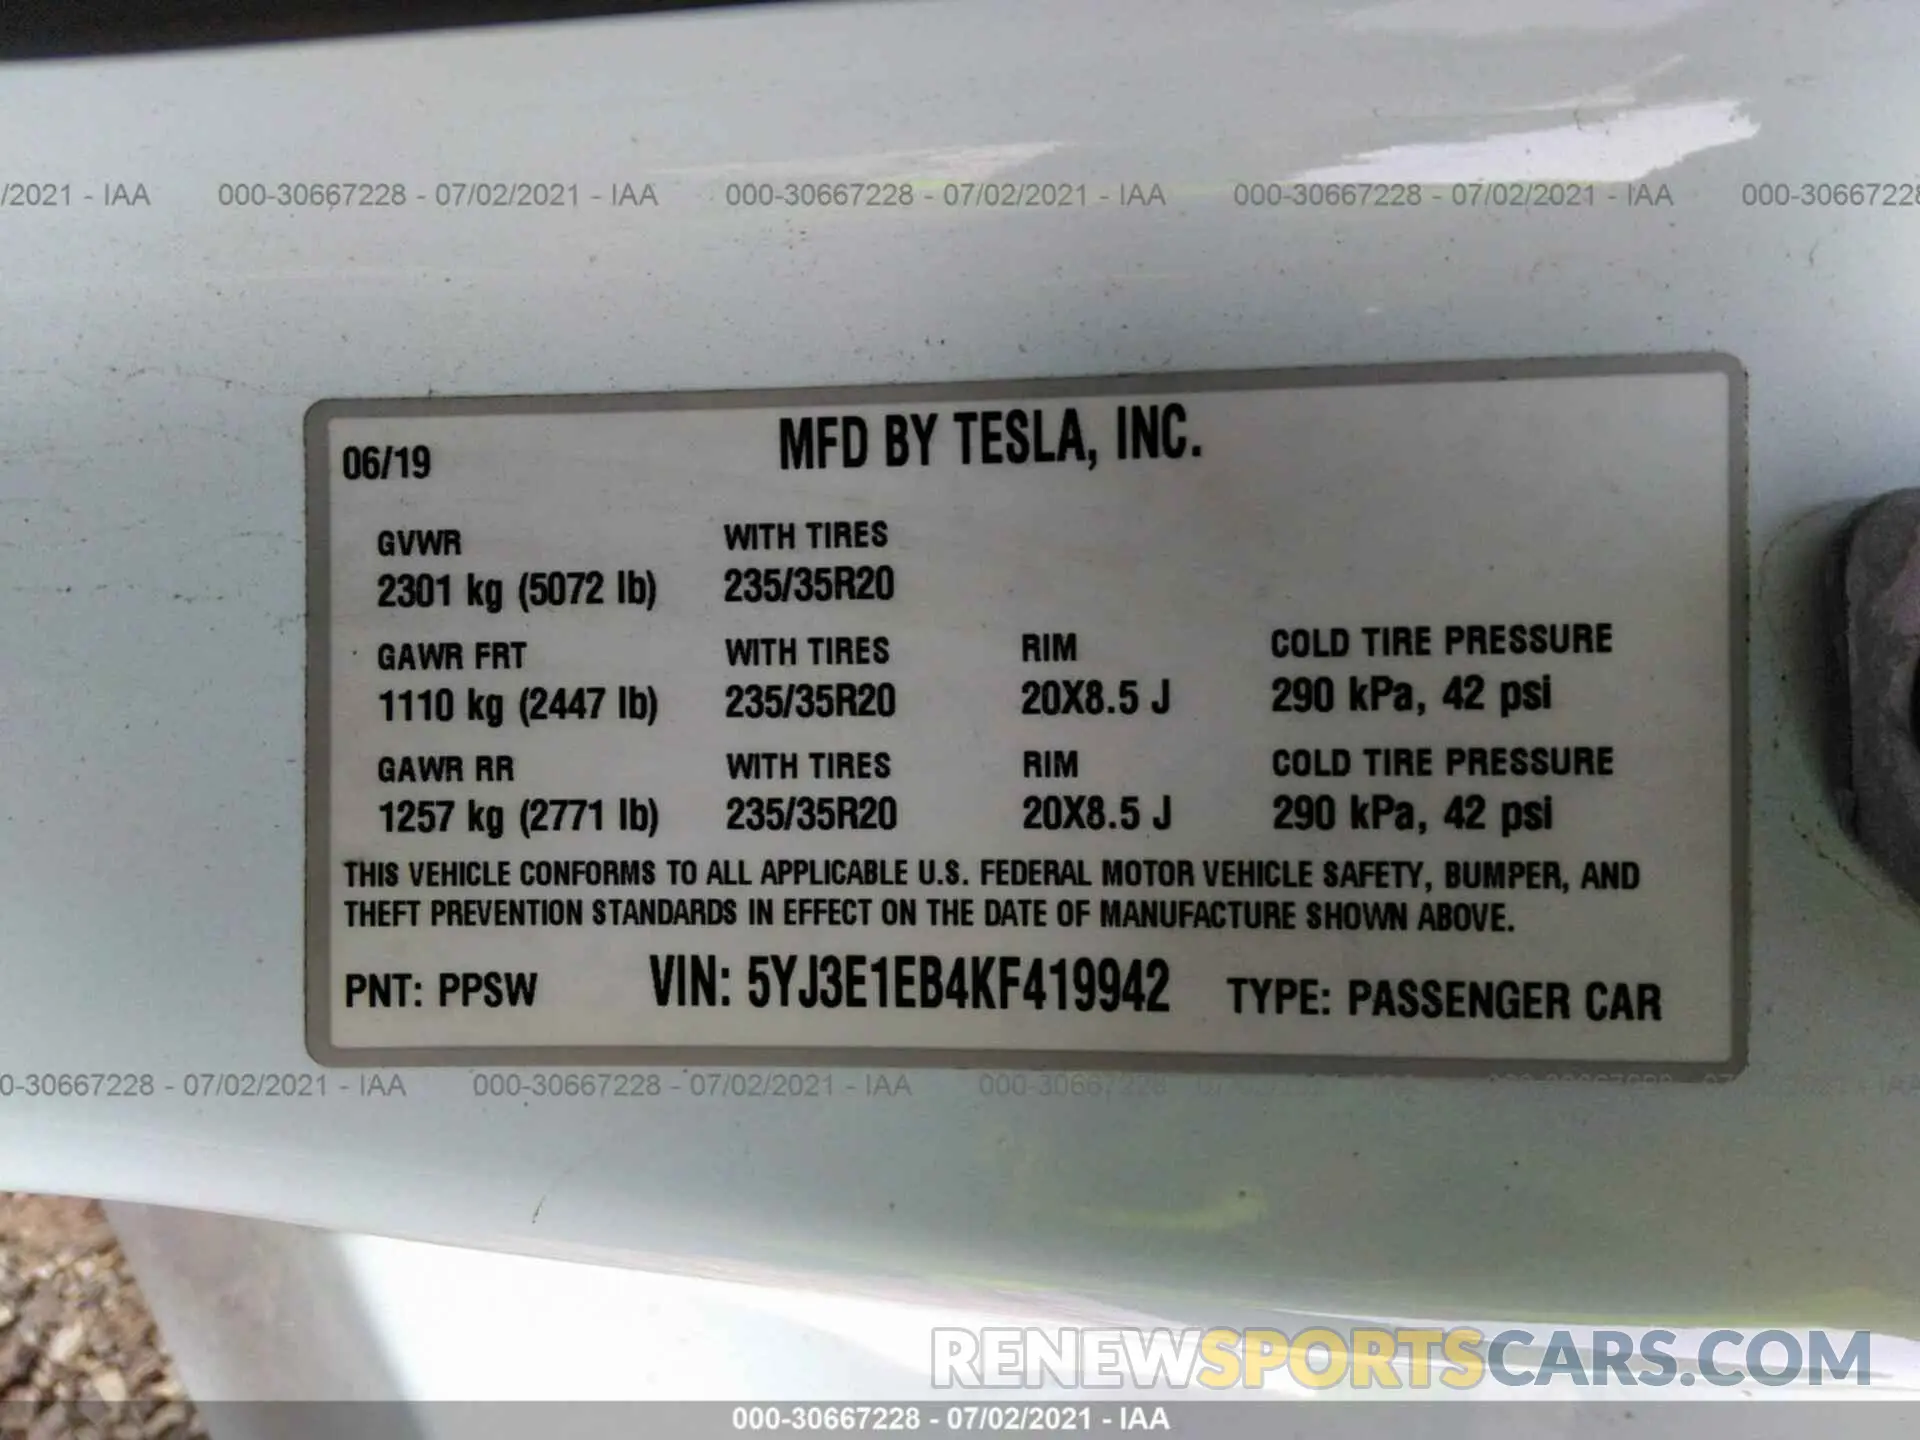 /2021 - IAA 000-30667228 - 07/02/2021 - IAA 000-30667228 - 07/02/2021 - IAA 000-30667228 - 07/02/2021 - IAA 000-3066722
06/19 MFD BY TESLA, INC.
GVWR WITH TIRES
2301 kg (5072 lb) 235/35R20
GAWR FRT WITH TIRES RIM COLD TIRE PRESSURE
1110 kg (2447 lb) 235/35R20 20X8.5 J 290 kPa, 42 psi
GAWR RR WITH TIRES RIM COLD TIRE PRESSURE
1257 kg (2771 lb) 235/35R20 20X8.5 J 290 kPa, 42 psi
THIS VEHICLE CONFORMS TO ALL APPLICABLE U.S. FEDERAL MOTOR VEHICLE SAFETY, BUMPER, AND
THEFT PREVENTION STANDARDS IN EFFECT ON THE DATE OF MANUFACTURE SHOWN ABOVE.
PNT: PPSW VIN: 5YJ3E1EB4KF419942 TYPE: PASSENGER CAR
0-30667228 - 07/02/2021 - IAA 000-30667228 - 07/02/2021 - IAA 000-30667228
RENEWSPORTSCARS.COM
000-30667228 - 07/02/2021 - IAA